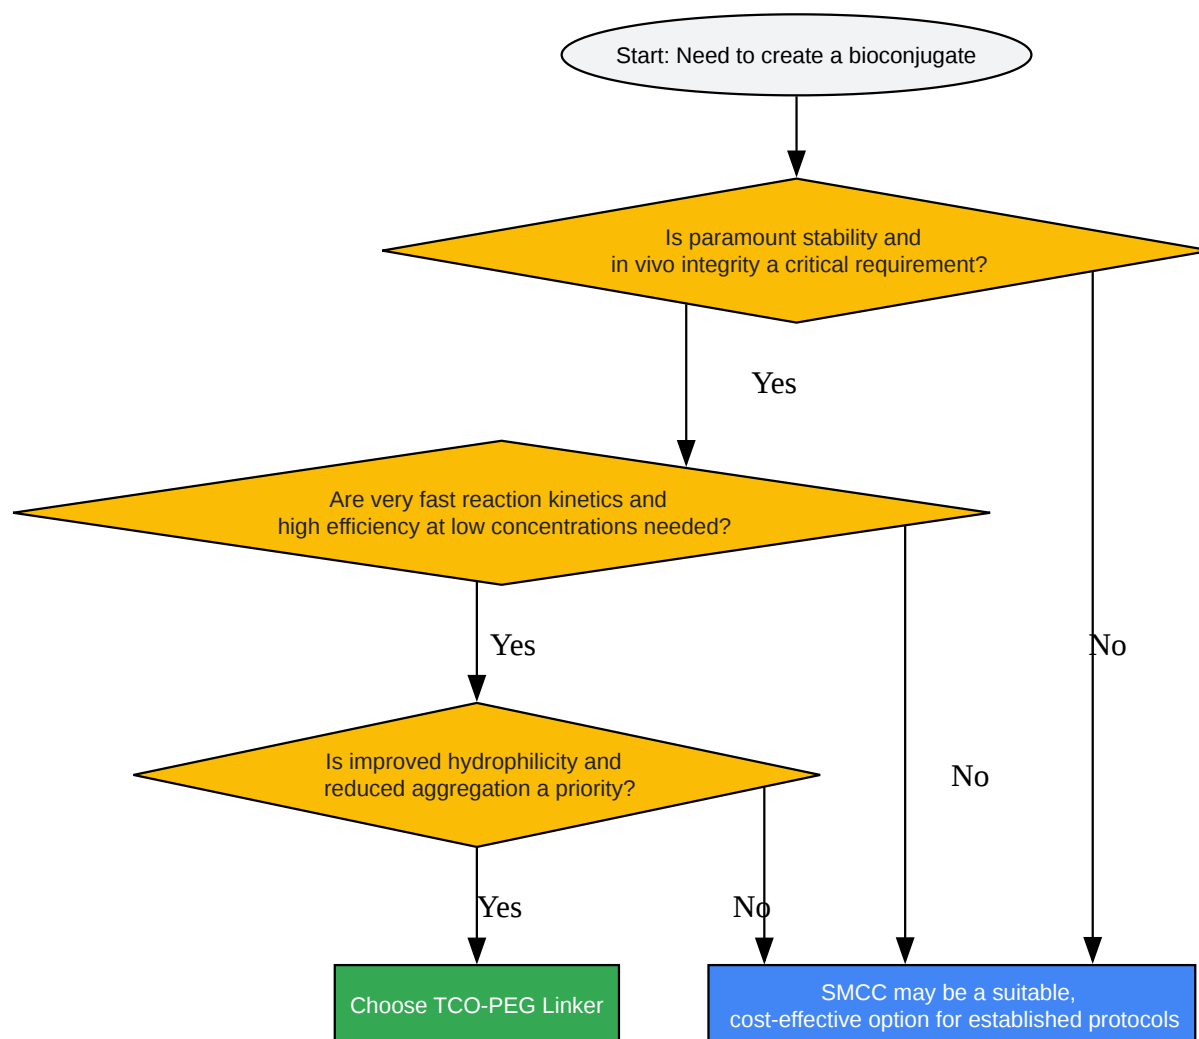 Start: Need to create a bioconjugate
Is paramount stability and
in vivo integrity a critical requirement?
Yes
Are very fast reaction kinetics and
high efficiency at low concentrations needed?
Yes
No
Is improved hydrophilicity and
reduced aggregation a priority?
No
Yes
No
Choose TCO-PEG Linker
SMCC may be a suitable,
cost-effective option for established protocols